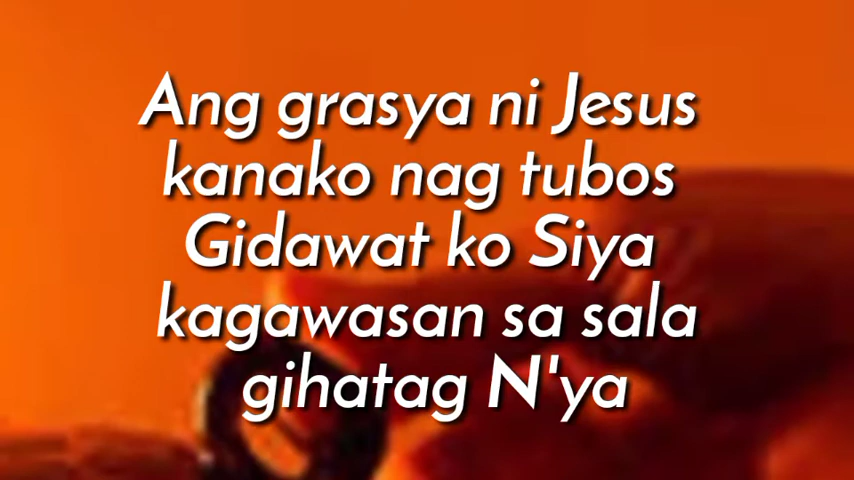 Ang grasya ni Jesus
kanako nag tubos
Gidawat ko Siya
kagawasan sa sala
gihatag N'ya